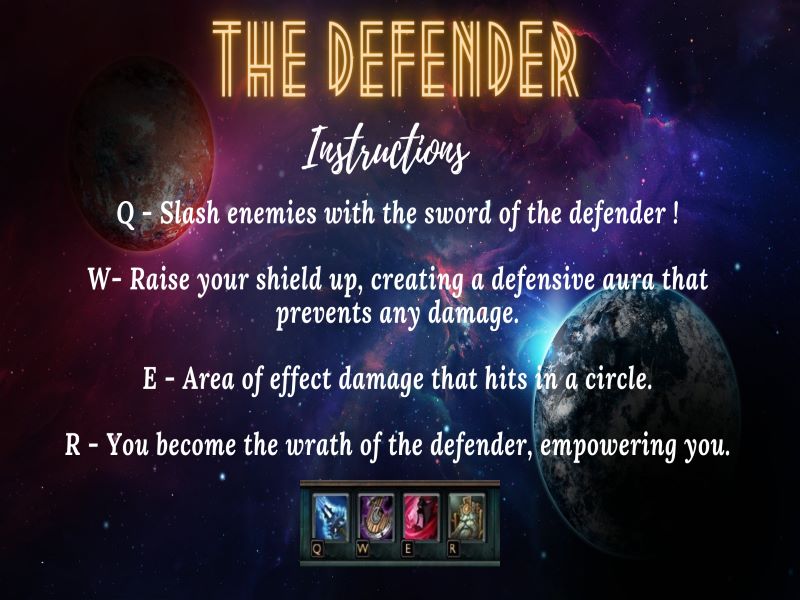 THE DEFENDER
Instructions
Q - Slash enemies with the sword of the defender !
W- Raise your shield up, creating a defensive aura that
prevents any damage.
E - Area of effect damage that hits in a circle.
R - You become the wrath of the defender, empowering you.
Q W E R